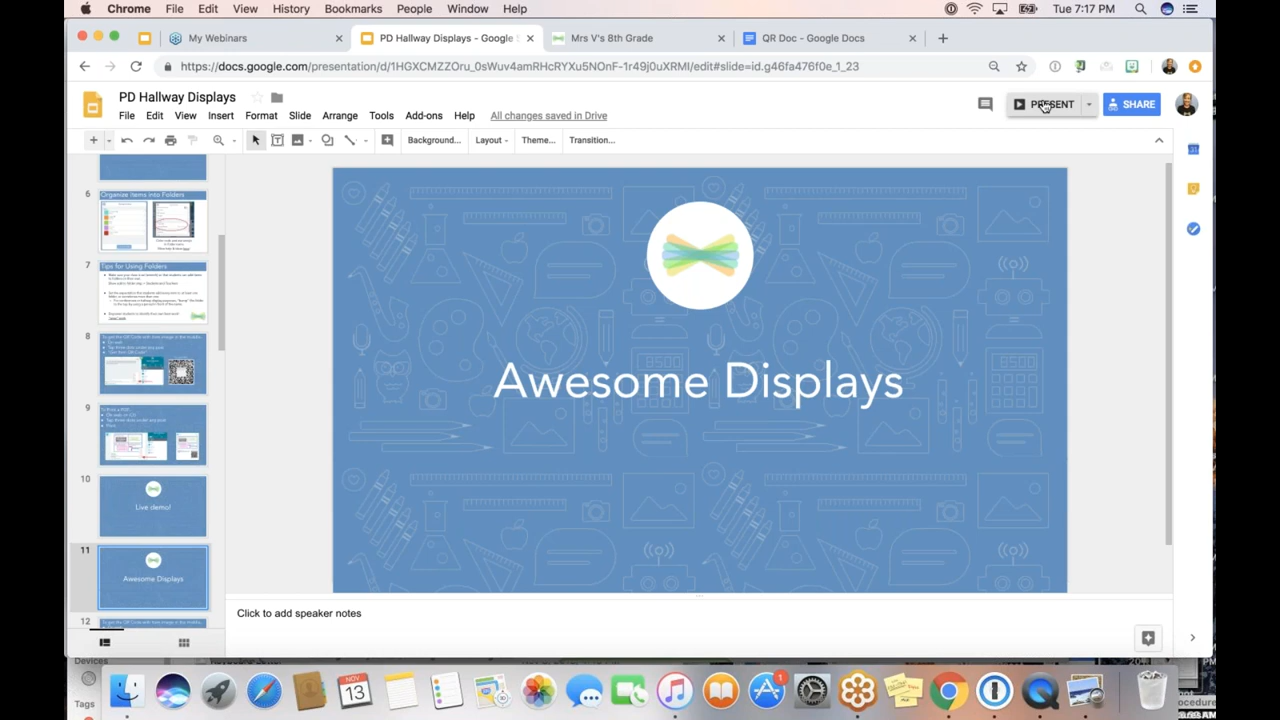 Chrome File Edit View History Bookmarks People Window Help Tue 7:17 PM
My Webinars PD Hallway Displays - Google Mrs V's 8th Grade QR Doc - Google Docs
https://docs.google.com/presentation/d/1HGXCMZZOru_0sWuv4amRHcRYXu5NOnF-1r49j0uXRMI/edit#slide=id.g46fa476f0e_1_23
PD Hallway Displays
PRESENT SHARE
File Edit View Insert Format Slide Arrange Tools Add-ons Help All changes saved in Drive
Background... Layout Theme... Transition...
6
Organize Items into Folders
7
Tips for Using Folders
8
9
10
Live demo!
11
Awesome Displays
12
Awesome Displays
0500
0500
Click to add speaker notes
Devices
Tags
NOV
13
1